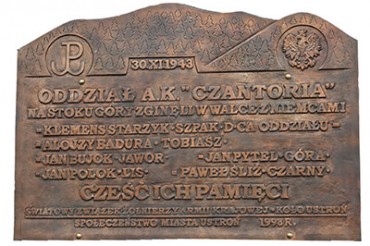 30.XI.1943
ODDZIAŁ A.K. "CZANTORIA"
NA STOKU GÓRY ZGINĘLI W WALCE Z NIEMCAMI
-KLEMENS STARZYK-SZPAK-D-CA ODDZIAŁU-
-ALOJZY BADURA-TOBIASZ-
-JAN BUJOK-JAWOR- -JAN PYTEL-GÓRA-
-JAN POLOK-LIS- -PAWEŁ ŚLIŻ-CZARNY-
CZEŚĆ ICH PAMIĘCI
ŚWIATOWY ZWIĄZEK ŻOŁNIERZY ARMII KRAJOWEJ - KOŁO USTROŃ
SPOŁECZEŃSTWO MIASTA USTROŃ 1998 R.